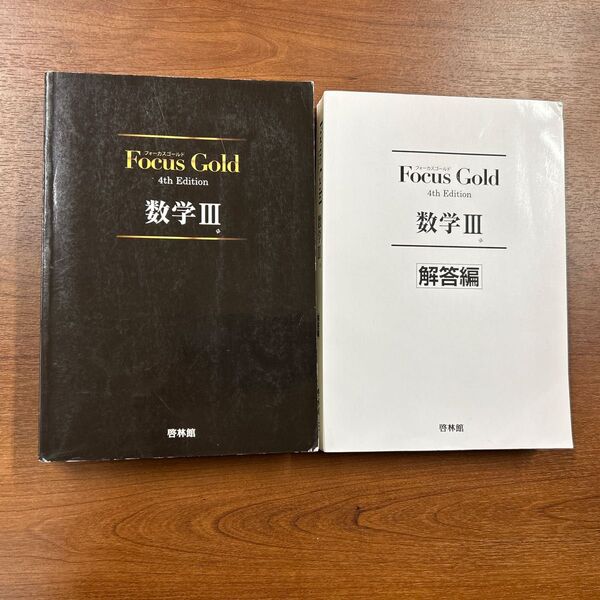 フォーカスゴールド
Focus Gold
4th Edition
数学III
啓林館
フォーカスゴールド
Focus Gold
4th Edition
数学III
解答編
啓林館